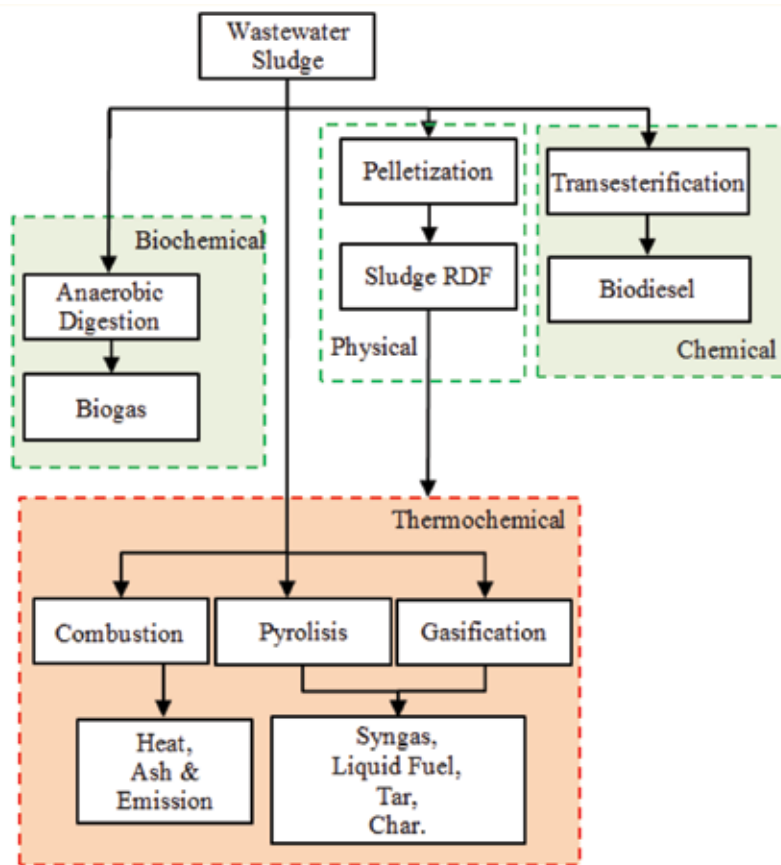 Wastewater
Sludge
Pelletization
Transesterification
Biochemical
Anaerobic
Digestion
Sludge RDF
Biodiesel
Physical
Chemical
Biogas
Thermochemical
Combustion
Pyrolisis
Gasification
Heat,
Ash &
Emission
Syngas,
Liquid Fuel,
Tar,
Char.